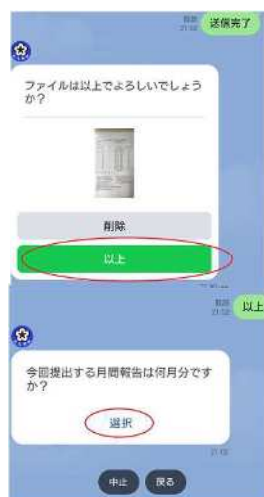 送信完了
ファイルは以上でよろしいでしょう
か？
削除
以上
以上
今回提出する月間報告は何月分です
か？
選択
中止
戻る